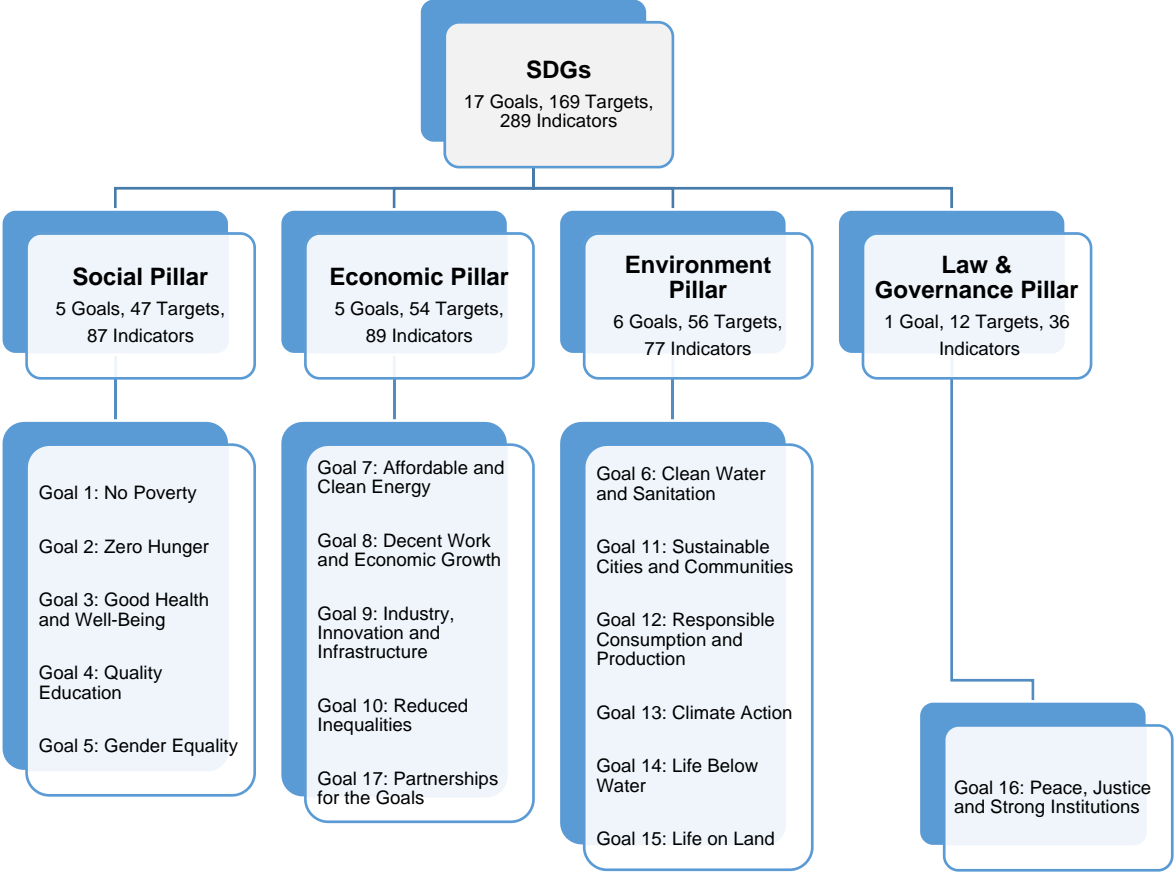 SDGs
17 Goals, 169 Targets,
289 Indicators
Social Pillar
5 Goals, 47 Targets,
87 Indicators
Economic Pillar
5 Goals, 54 Targets,
89 Indicators
Environment
Pillar
6 Goals, 56 Targets,
77 Indicators
Law &
Governance Pillar
1 Goal, 12 Targets, 36
Indicators
Goal 1: No Poverty
Goal 2: Zero Hunger
Goal 3: Good Health
and Well-Being
Goal 4: Quality
Education
Goal 5: Gender Equality
Goal 7: Affordable and
Clean Energy
Goal 8: Decent Work
and Economic Growth
Goal 9: Industry,
Innovation and
Infrastructure
Goal 10: Reduced
Inequalities
Goal 17: Partnerships
for the Goals
Goal 6: Clean Water
and Sanitation
Goal 11: Sustainable
Cities and Communities
Goal 12: Responsible
Consumption and
Production
Goal 13: Climate Action
Goal 14: Life Below
Water
Goal 15: Life on Land
Goal 16: Peace, Justice
and Strong Institutions